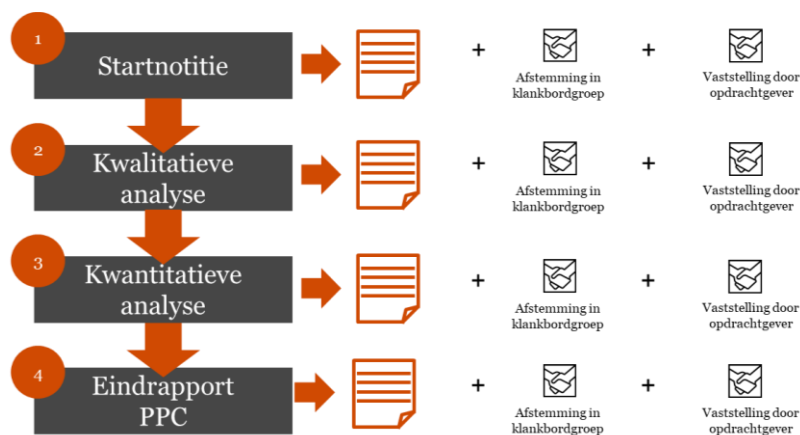 1
Startnotitie
+
Afstemming in
klankbordgroep
+
Vaststelling door
opdrachtgever
2
Kwalitatieve
analyse
+
Afstemming in
klankbordgroep
+
Vaststelling door
opdrachtgever
3
Kwantitatieve
analyse
+
Afstemming in
klankbordgroep
+
Vaststelling door
opdrachtgever
4
Eindrapport
PPC
+
Afstemming in
klankbordgroep
+
Vaststelling door
opdrachtgever